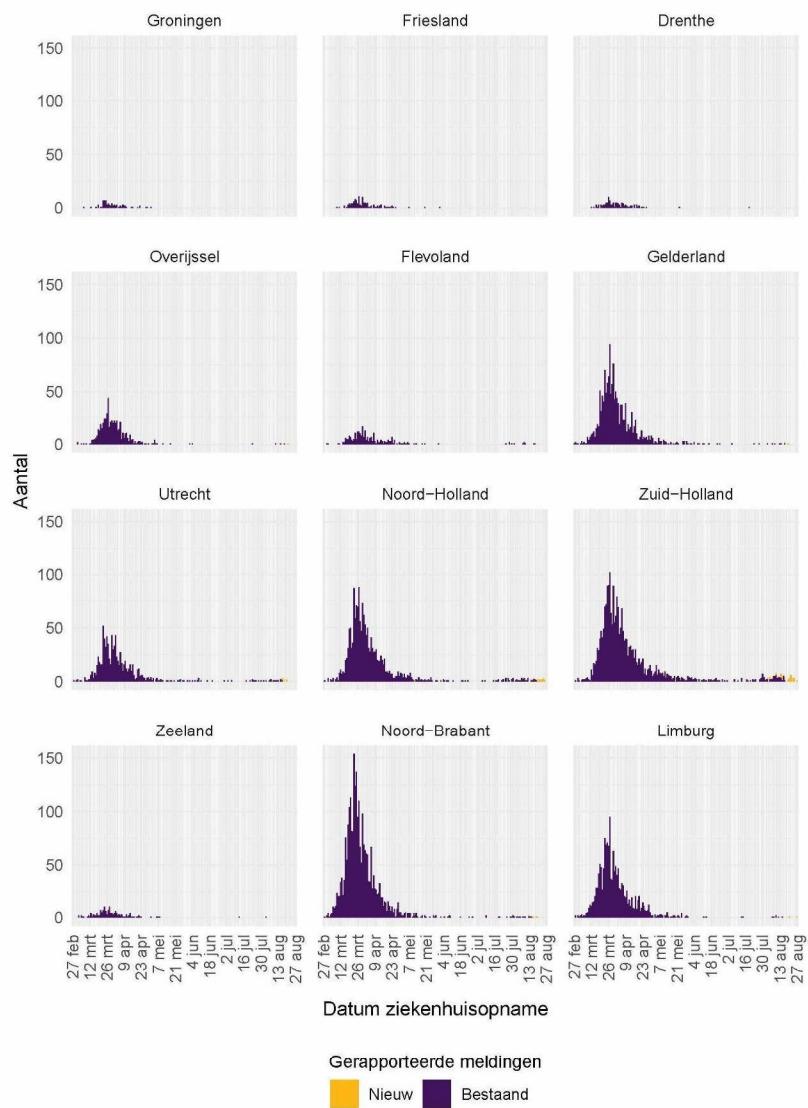 Groningen Friesland Drenthe
150
100
50
0
Overijssel Flevoland Gelderland
150
100
50
0
Aantal
Utrecht Noord-Holland Zuid-Holland
150
100
50
0
Zeeland Noord-Brabant Limburg
150
100
50
0
27 feb 12 mrt 26 mrt 9 apr 23 apr 7 mei 21 mei 4 jun 18 jun 2 jul 16 jul 30 jul 13 aug 27 aug
27 feb 12 mrt 26 mrt 9 apr 23 apr 7 mei 21 mei 4 jun 18 jun 2 jul 16 jul 30 jul 13 aug 27 aug
27 feb 12 mrt 26 mrt 9 apr 23 apr 7 mei 21 mei 4 jun 18 jun 2 jul 16 jul 30 jul 13 aug 27 aug
Datum ziekenhuisopname
Gerapporteerde meldingen
Nieuw Bestaand